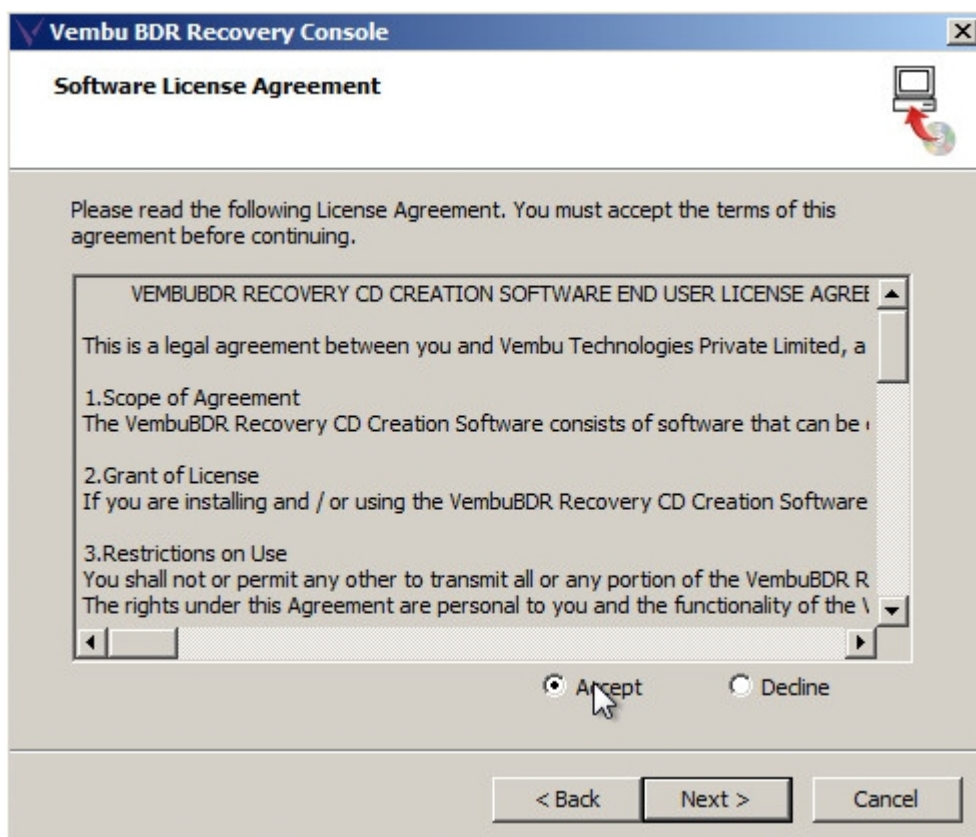 Vembu BDR Recovery Console
Software License Agreement
Please read the following License Agreement. You must accept the terms of this
agreement before continuing.
VEMBUBDR RECOVERY CD CREATION SOFTWARE END USER LICENSE
This is a legal agreement between you and Vembu Technologies Private Limited, a
1.Scope of Agreement
The VembuBDR Recovery CD Creation Software consists of software that can be
2.Grant of License
If you are installing and / or using the VembuBDR Recovery CD Creation Software
3.Restrictions on Use
You shall not or permit any other to transmit all or any portion of the VembuBDR R
The rights under this Agreement are personal to you and the functionality of the
Accept
Decline
< Back
Next >
Cancel